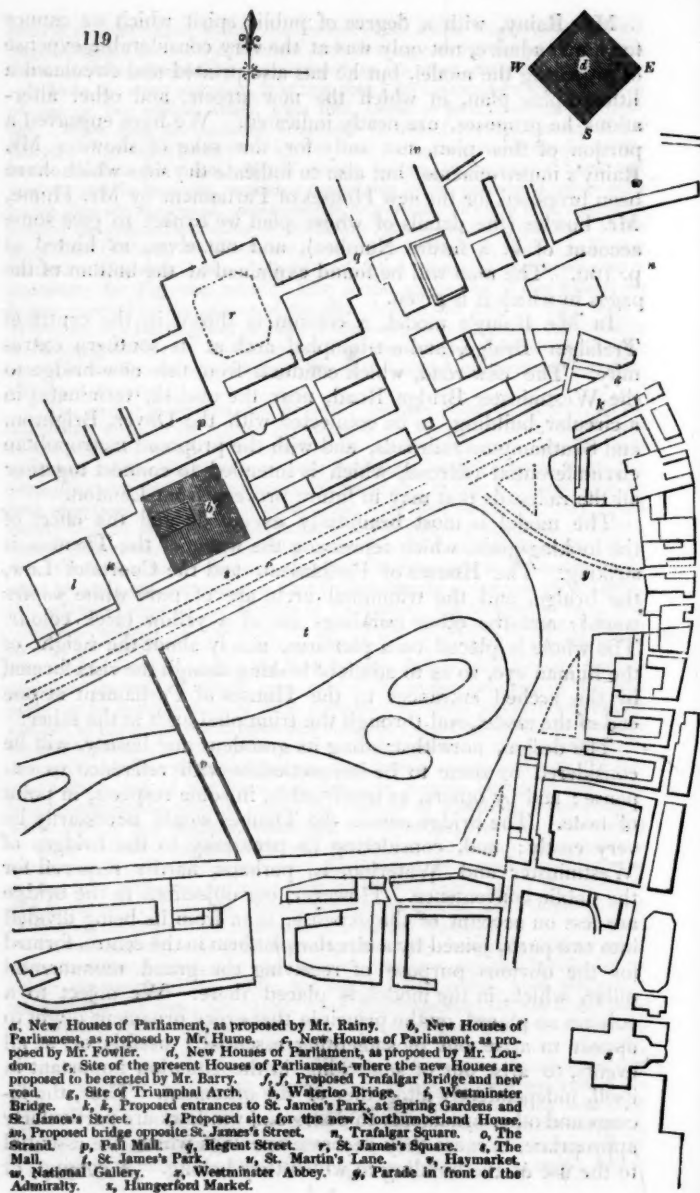 119
d
W E
S
in
w
n
q
r
k
k
p
b
y
s
t
v
x
a, New Houses of Parliament, as proposed by Mr. Rainy. b, New Houses of
Parliament, as proposed by Mr. Hume. c, New Houses of Parliament, as pro-
posed by Mr. Fowler. d, New Houses of Parliament, as proposed by Mr. Lou-
don. e, Site of the present Houses of Parliament, where the new Houses are
proposed to be erected by Mr. Barry. f, f, Proposed Trafalgar Bridge and new
road. g, Site of Triumphal Arch. h, Waterloo Bridge. i, Westminster
Bridge. k, k, Proposed entrances to St. James's Park, at Spring Gardens and
St. James's Street. l, Proposed site for the new Northumberland House.
m, Proposed bridge opposite St. James's Street. n, Trafalgar Square. o, The
Strand. p, Pall Mall. q, Regent Street. r, St. James's Square. s, The
Mall. t, St. James's Park. u, St. Martin's Lane. v, Haymarket.
w, National Gallery. x, Westminster Abbey. y, Parade in front of the
Admiralty. z, Hungerford Market.